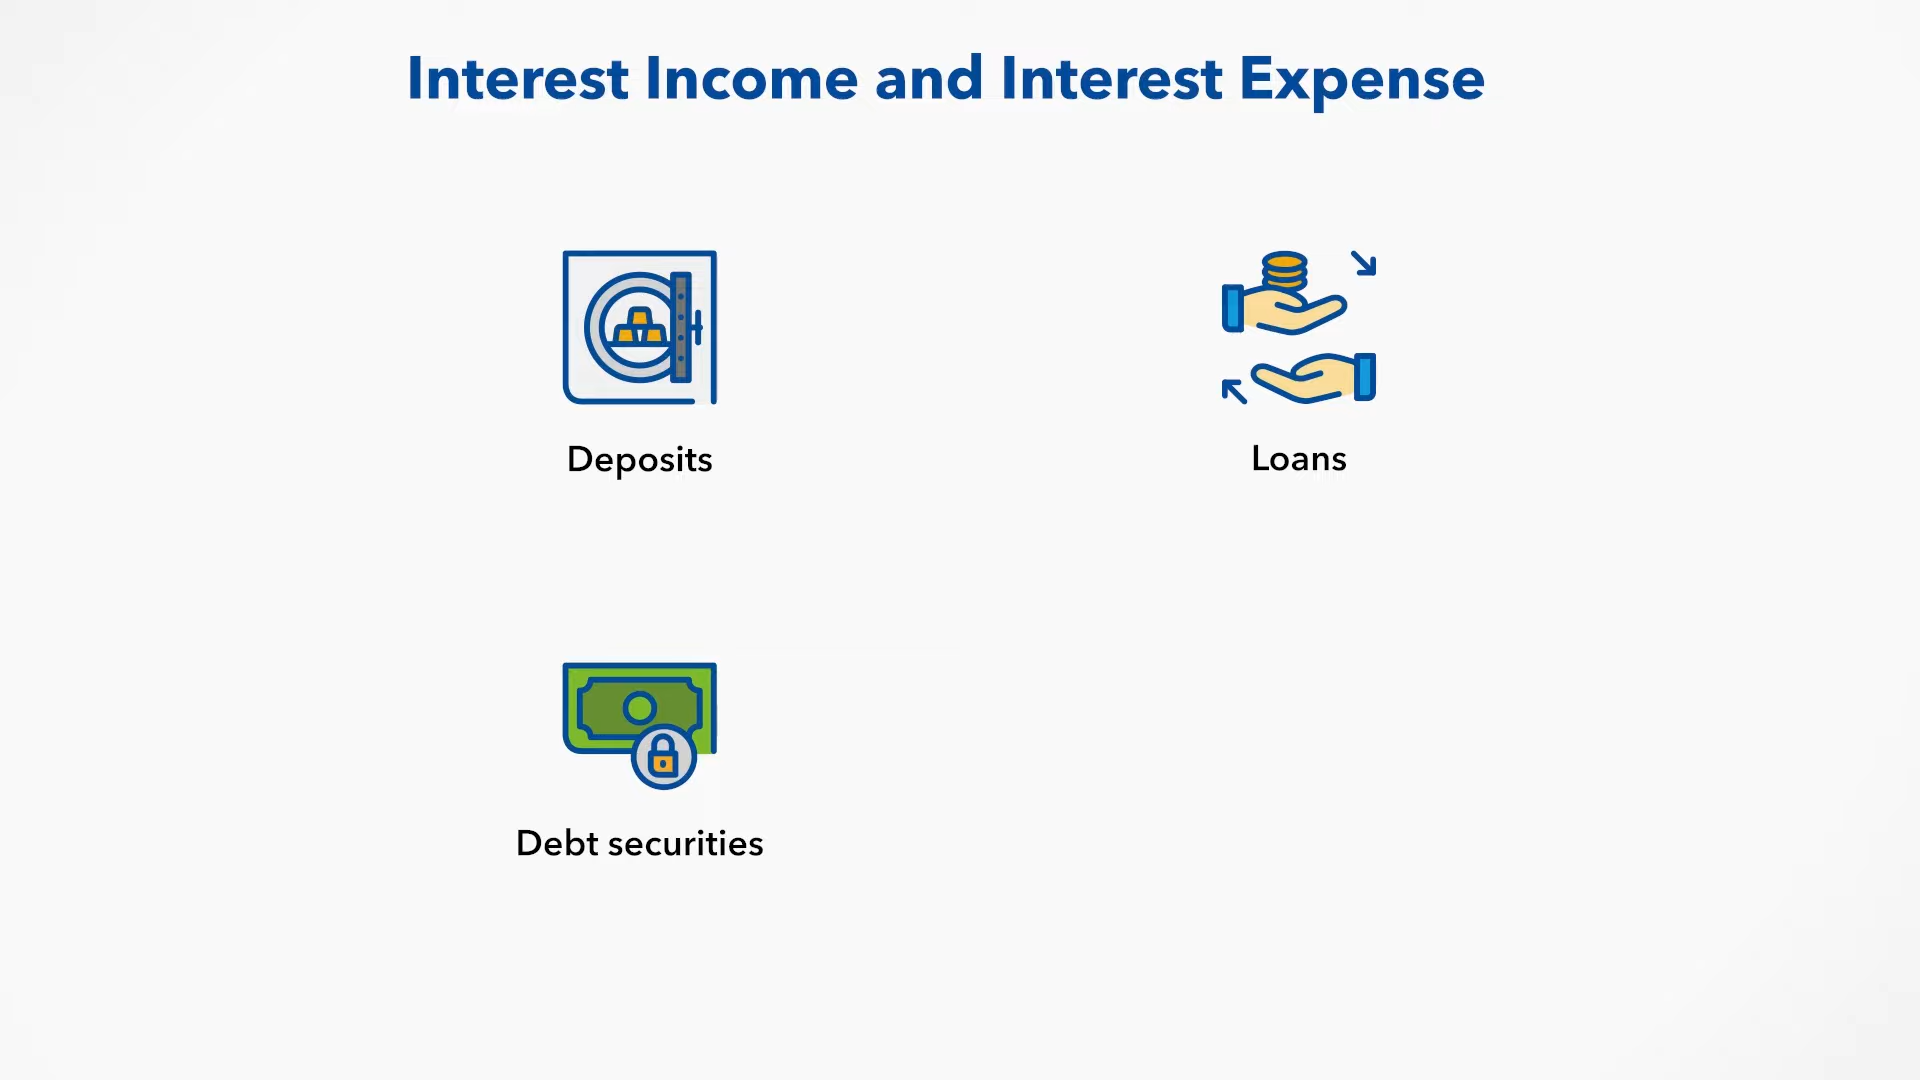 Interest Income and Interest Expense
Deposits
Loans
Debt securities